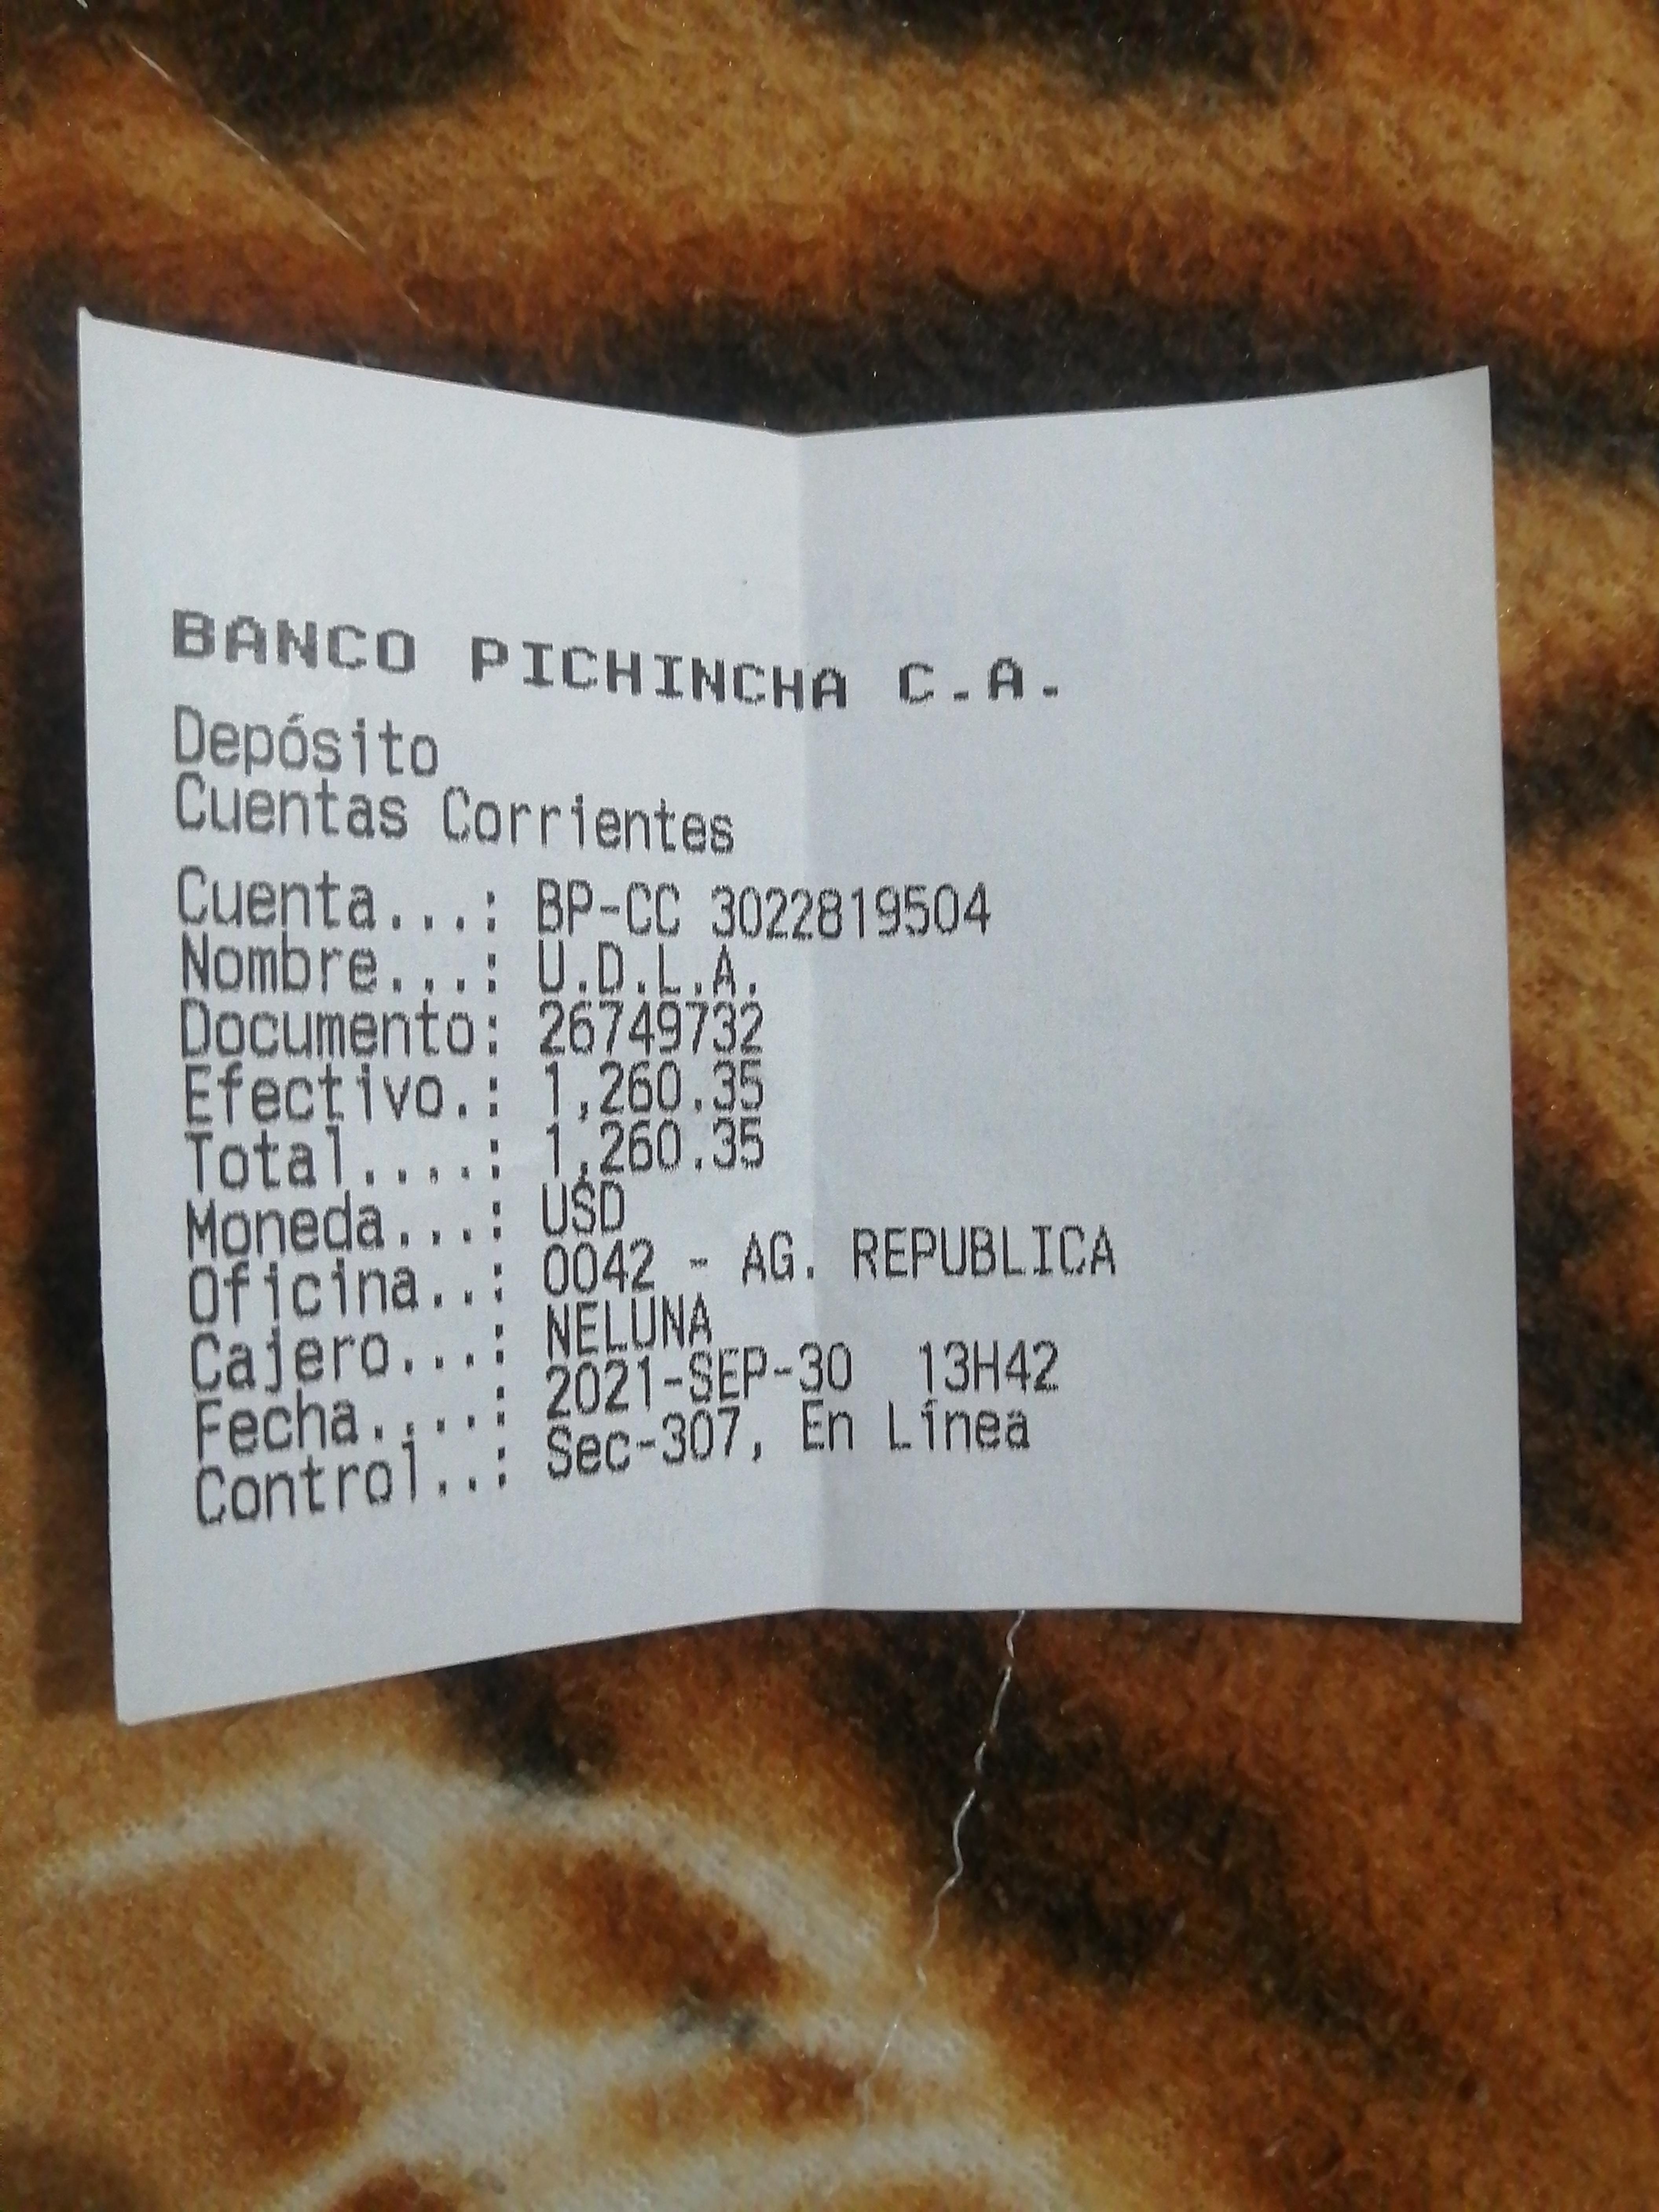 BANCO PICHINCHA C.A.
Depósito
Cuentas Corrientes
Cuenta...: BP-CC 3022819504
Nombre...: U.D.L.A.
Documento: 26749732
Efectivo.: 1,260.35
Total....: 1,260.35
Moneda...: USD
Oficina..: 0042 - AG. REPUBLICA
Cajero...: NELUNA
Fecha....: 2021-SEP-30 13H42
Control..: Sec-307, En Línea